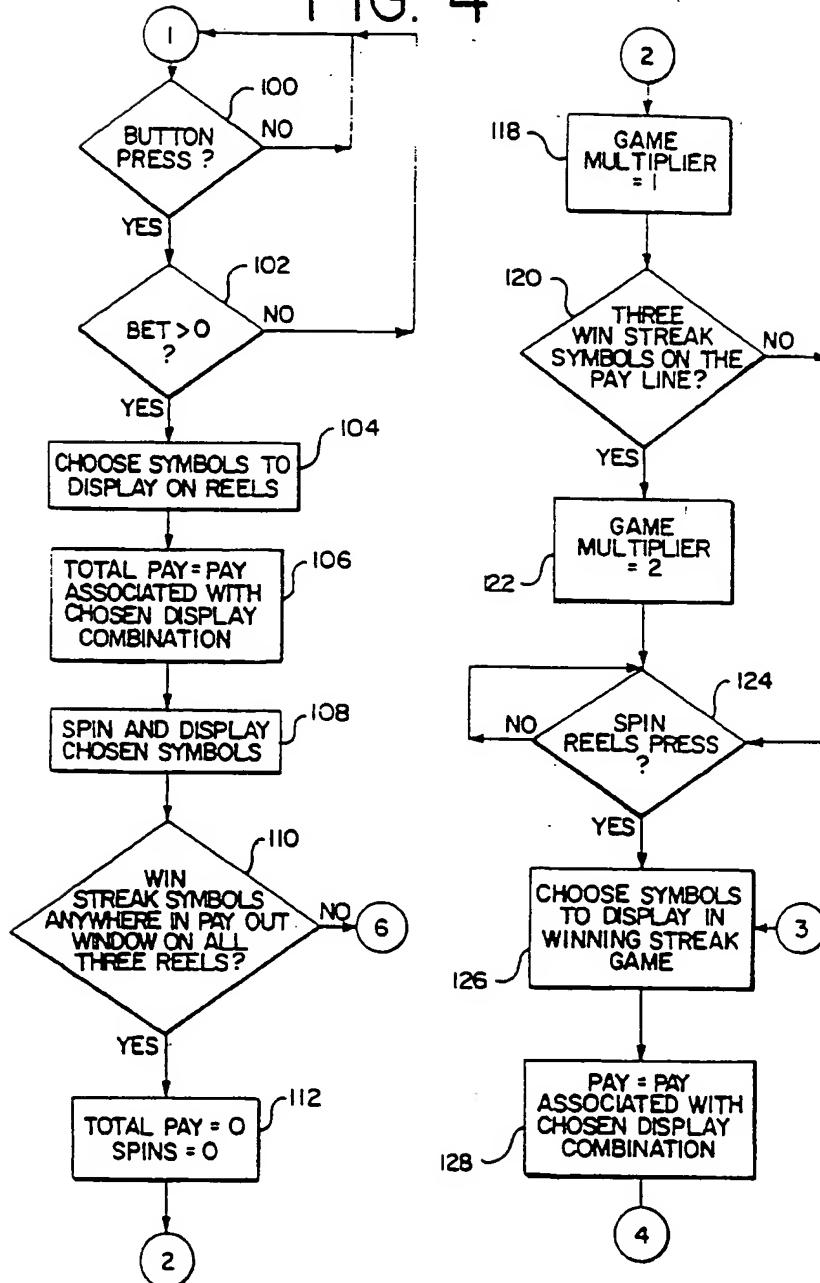 FIG. 4
1
100
BUTTON
PRESS ?
NO
YES
102
BET > 0
?
NO
YES
104
CHOOSE SYMBOLS TO
DISPLAY ON REELS
106
TOTAL PAY = PAY
ASSOCIATED WITH
CHOSEN DISPLAY
COMBINATION
108
SPIN AND DISPLAY
CHOSEN SYMBOLS
110
WIN
STREAK SYMBOLS
ANYWHERE IN PAY OUT
WINDOW ON ALL
THREE REELS?
NO
6
YES
112
TOTAL PAY = 0
SPINS = 0
2
2
118
GAME
MULTIPLIER
= 1
120
THREE
WIN STREAK
SYMBOLS ON THE
PAY LINE?
NO
YES
GAME
MULTIPLIER
= 2
122
124
SPIN
REELS PRESS
?
NO
YES
CHOOSE SYMBOLS
TO DISPLAY IN
WINNING STREAK
GAME
3
126
PAY = PAY
ASSOCIATED WITH
CHOSEN DISPLAY
COMBINATION
128
4